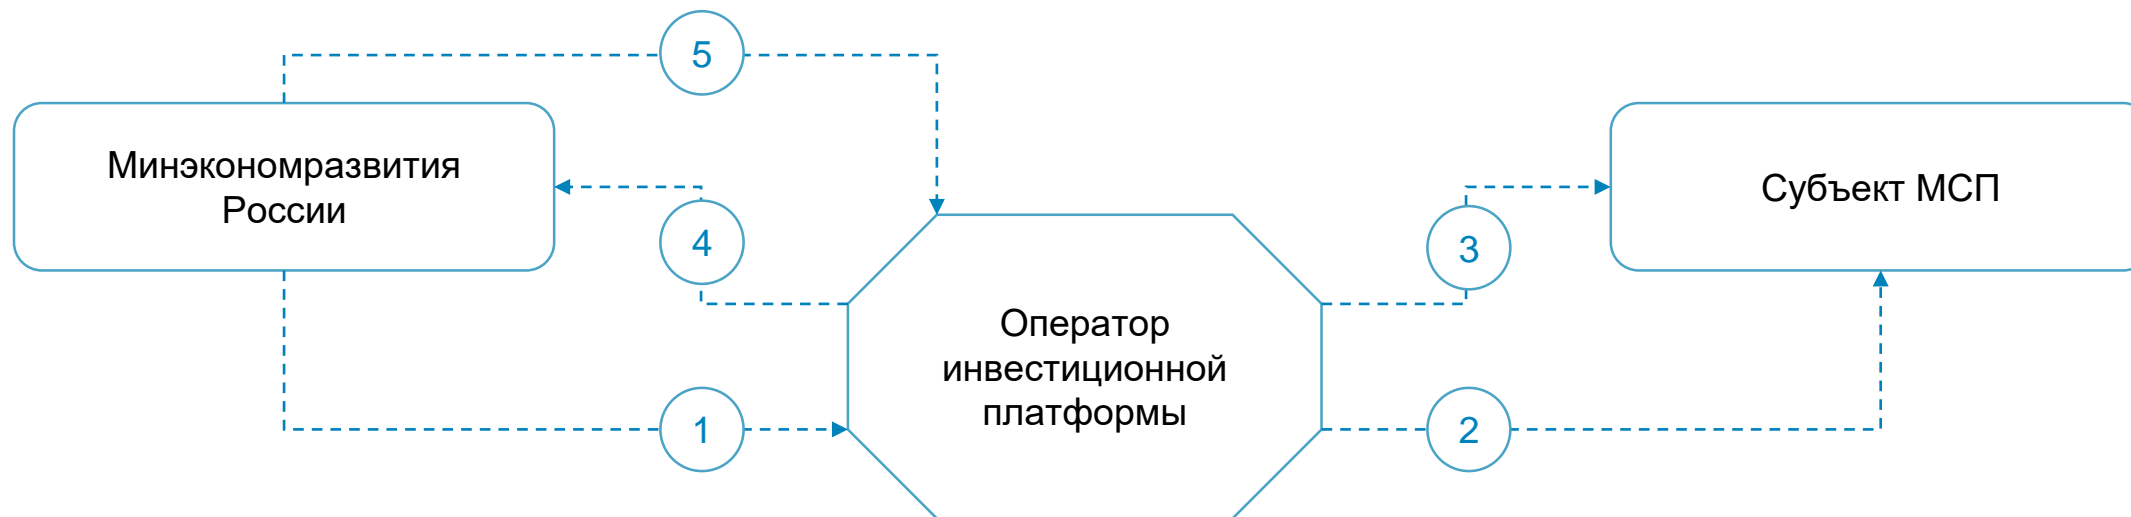 5
Минэкономразвития
России
Субъект МСП
4
3
Оператор
инвестиционной
платформы
1
2